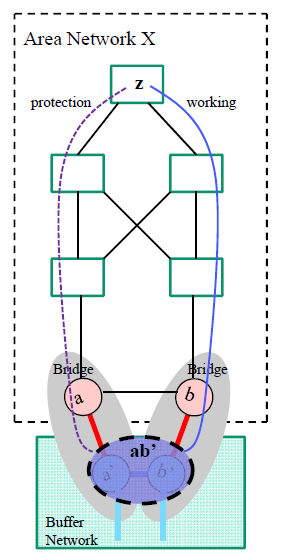 Area Network X
z
protection
working
Bridge
Bridge
a
b
ab’
a’
b’
Buffer
Network